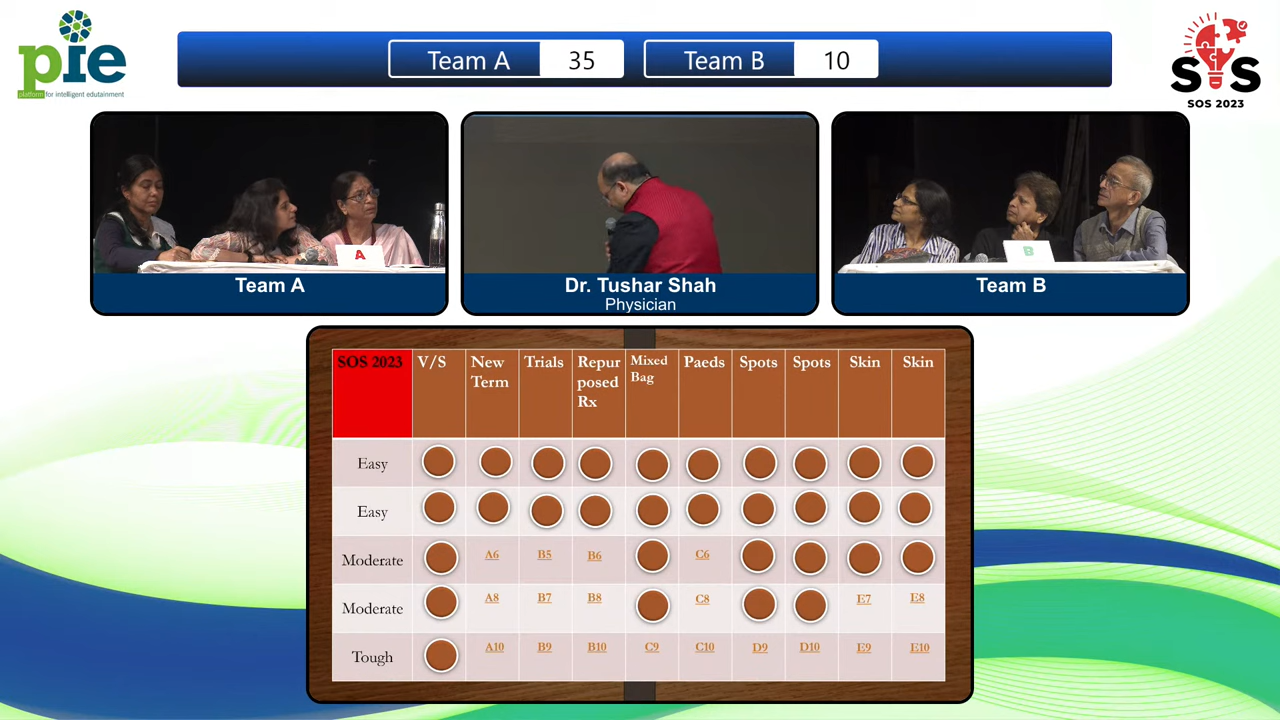 pie
platform for intelligent edutainment
Team A 35 Team B 10
SOS
SOS 2023
A
B
Team A
Dr. Tushar Shah
Physician
Team B
SOS 2023 V/S New Term Trials Repur posed Rx Mixed Bag Paeds Spots Spots Skin Skin
Easy
Easy
Moderate A6 B5 B6 C6
Moderate A8 B7 B8 C8 E7 E8
Tough A10 B9 B10 C9 C10 D9 D10 E9 E10